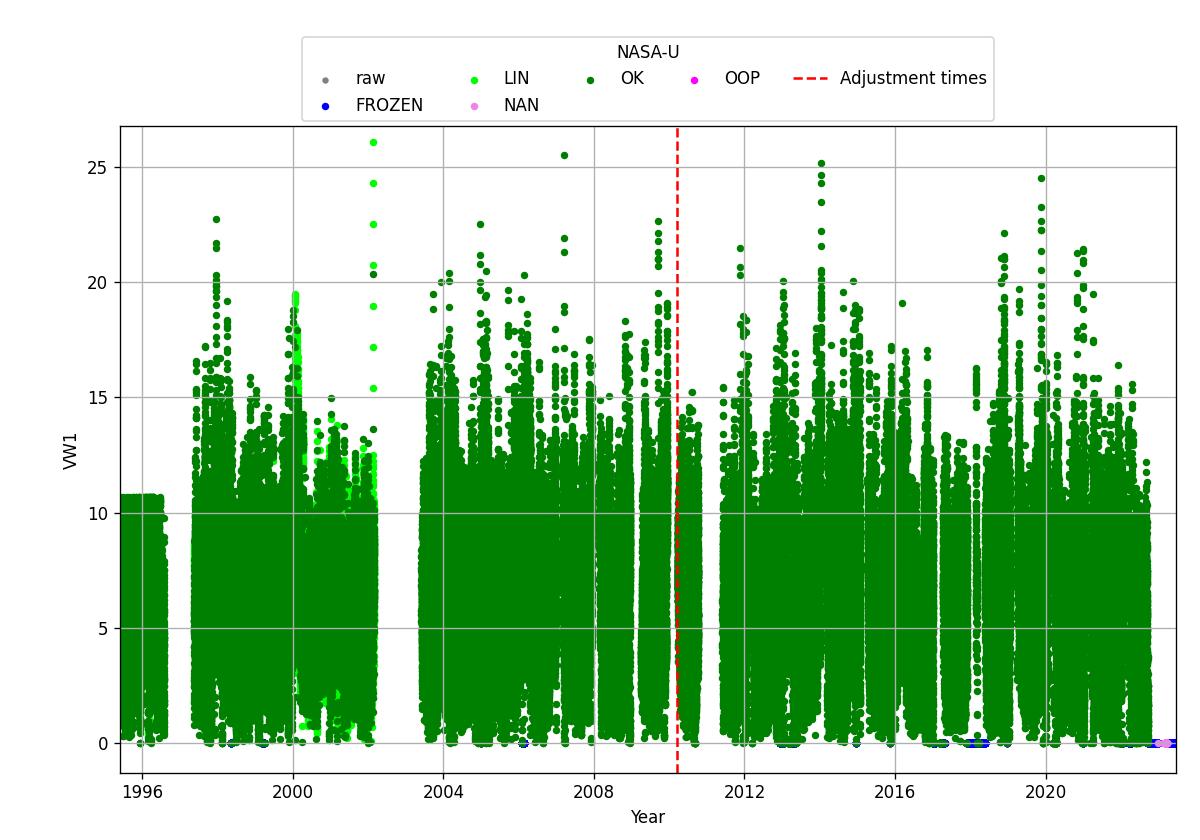 NASA-U
raw LIN OK OOP Adjustment times
FROZEN NAN
25
20
15
10
5
0
VW1
1996 2000 2004 2008 2012 2016 2020
Year